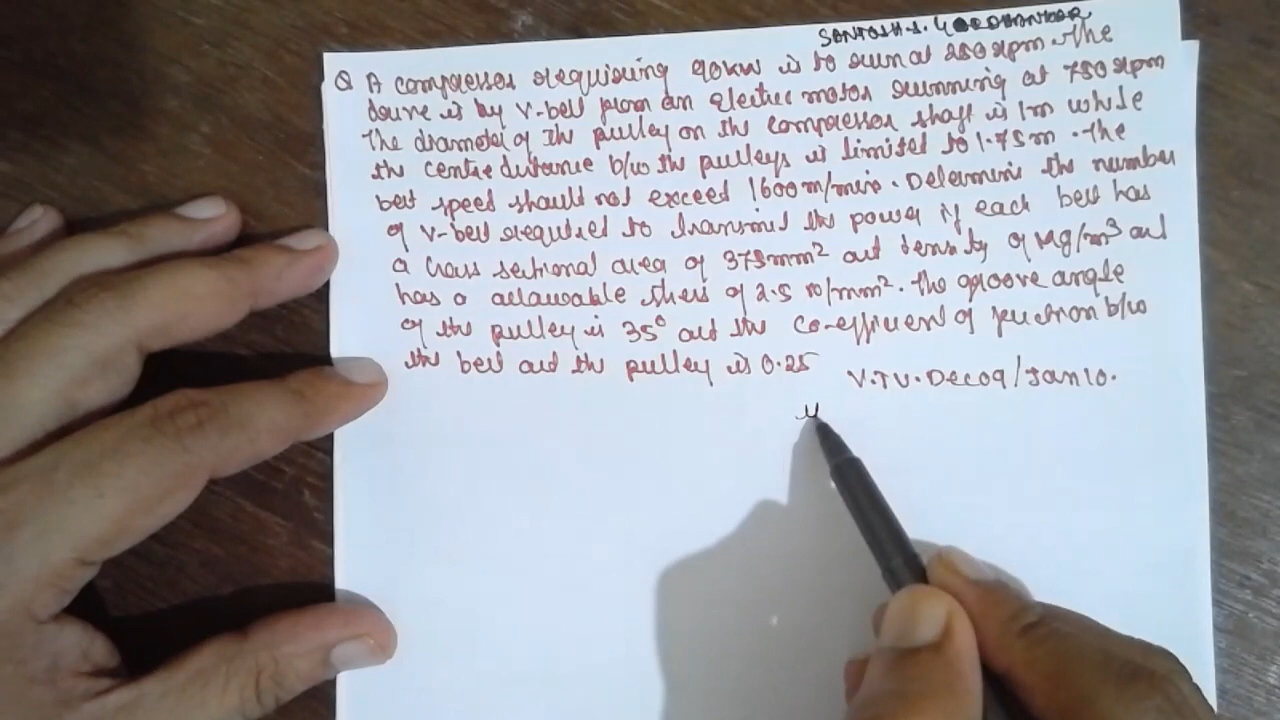 SANTOSH.S.
Q A compressor requiring 90kW is to run at 250 rpm. The
drive is by V-belt from an electric motor running at 750 rpm
The diameter of the pulley on the compressor shaft is 1m while
the centre distance b/w the pulleys is limited to 1.75m. The
belt speed should not exceed 1600m/min. Determine the number
of V-belt required to transmit the power if each belt has
a cross sectional area of 375mm² and density of Mg/m³ and
has a allowable stress of 2.5 N/mm². The groove angle
of the pulley is 35° and the co-efficient of friction b/w
the belt and the pulley is 0.25 V.T.U. Dec09/Jan10.